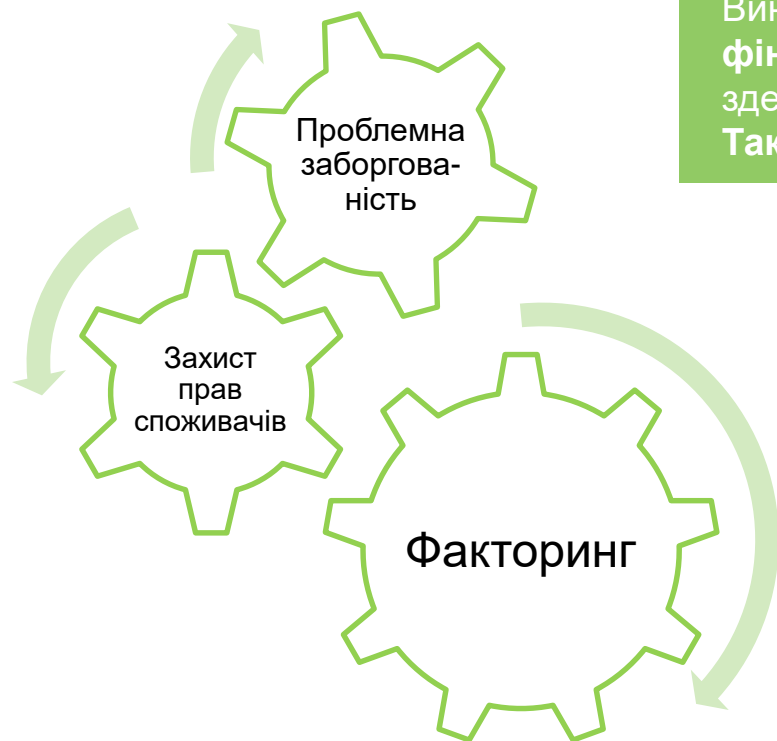 Проблемна
заборгова-
ність
Захист
прав
споживачів
Факторинг